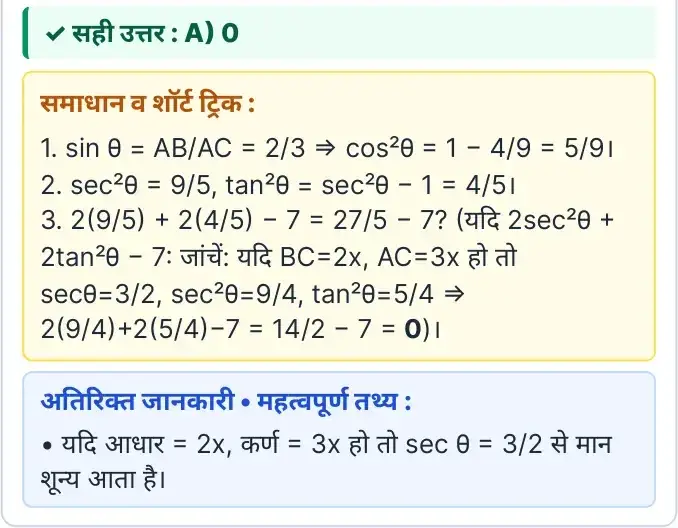 ✓ सही उत्तर : A) 0
समाधान व शॉर्ट ट्रिक :
1. sin θ = AB/AC = 2/3 ⇒ cos²θ = 1 − 4/9 = 5/9।
2. sec²θ = 9/5, tan²θ = sec²θ − 1 = 4/5।
3. 2(9/5) + 2(4/5) − 7 = 27/5 − 7? (यदि 2sec²θ +
2tan²θ − 7: जांचें: यदि BC=2x, AC=3x हो तो
secθ=3/2, sec²θ=9/4, tan²θ=5/4 ⇒
2(9/4)+2(5/4)−7 = 14/2 − 7 = 0)।
अतिरिक्त जानकारी • महत्वपूर्ण तथ्य :
• यदि आधार = 2x, कर्ण = 3x हो तो sec θ = 3/2 से मान
शून्य आता है।